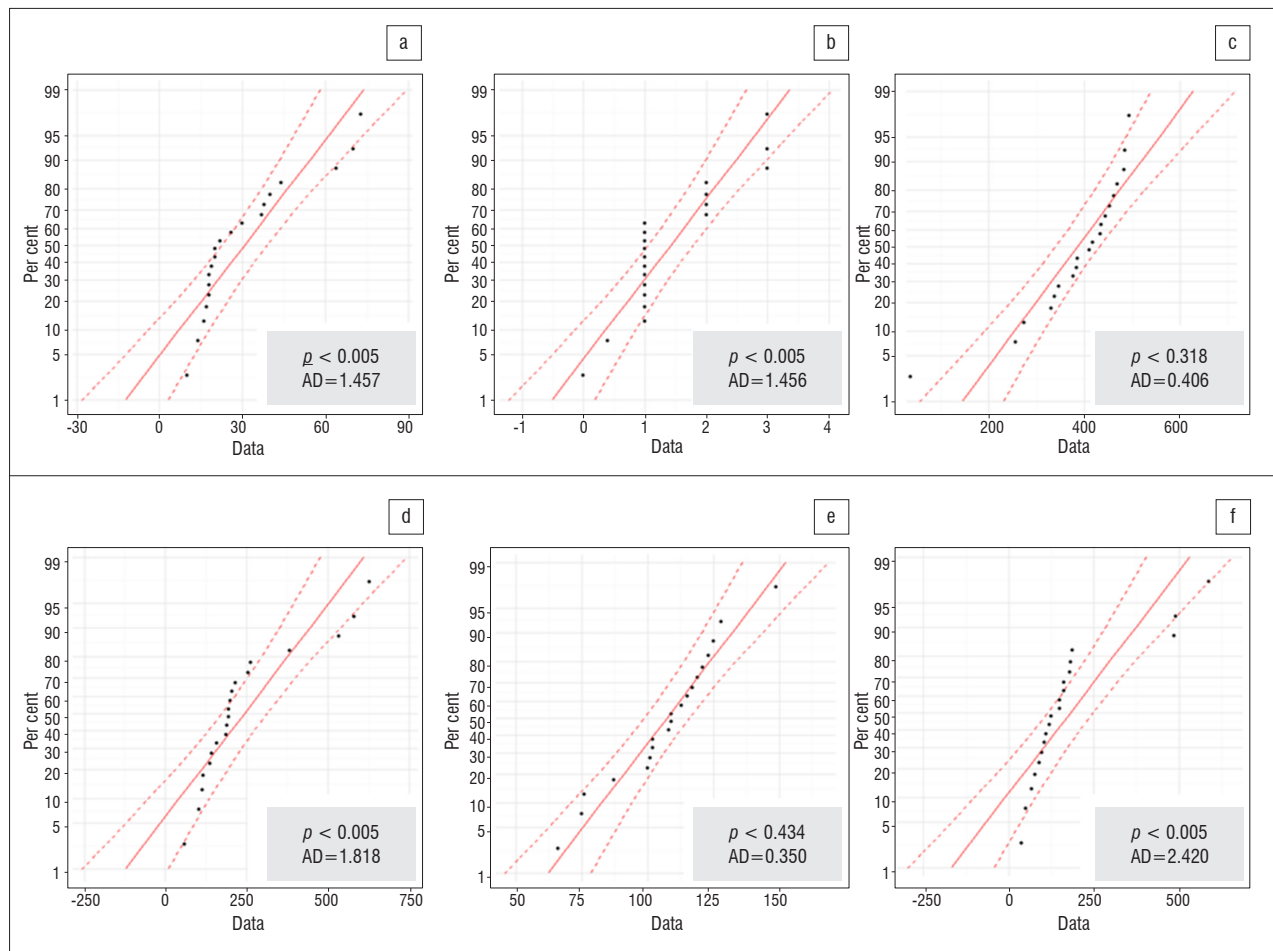 a
99
95
90
80
70
60
50
40
30
20
10
5
1
Per cent
p < 0.005
AD=1.457
-30 0 30 60 90
Data
b
99
95
90
80
70
60
50
40
30
20
10
5
1
Per cent
p < 0.005
AD=1.456
-1 0 1 2 3 4
Data
c
99
95
90
80
70
60
50
40
30
20
10
5
1
Per cent
p < 0.318
AD=0.406
200 400 600
Data
d
99
95
90
80
70
60
50
40
30
20
10
5
1
Per cent
p < 0.005
AD=1.818
-250 0 250 500 750
Data
e
99
95
90
80
70
60
50
40
30
20
10
5
1
Per cent
p < 0.434
AD=0.350
50 75 100 125 150
Data
f
99
95
90
80
70
60
50
40
30
20
10
5
1
Per cent
p < 0.005
AD=2.420
-250 0 250 500
Data